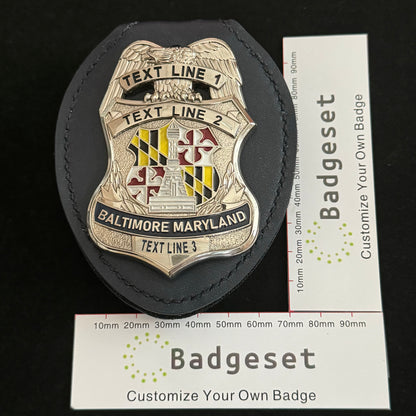 TEXT LINE 1
TEXT LINE 2
BALTIMORE MARYLAND
TEXT LINE 3
10mm 20mm 30mm 40mm 50mm 60mm 70mm 80mm 90mm
Badgeset
Customize Your Own Badge
10mm 20mm 30mm 40mm 50mm 60mm 70mm 80mm 90mm
Badgeset
Customize Your Own Badge